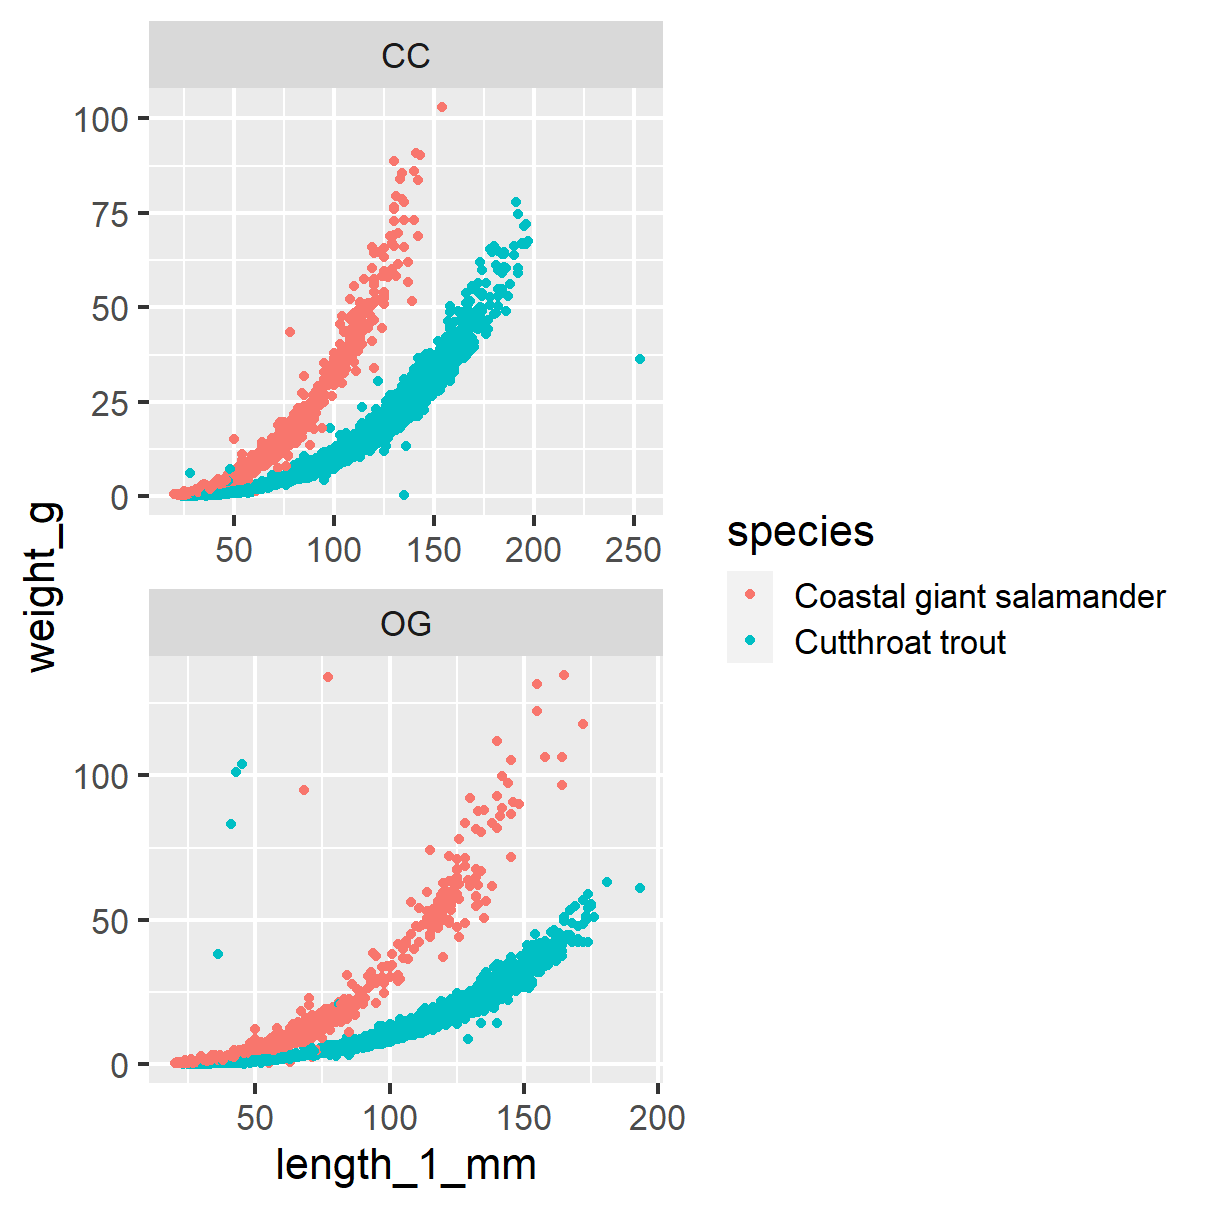 CC
100
75
50
25
0
50 100 150 200 250
OG
100
50
0
50 100 150 200
length_1_mm
weight_g
species
Coastal giant salamander
Cutthroat trout